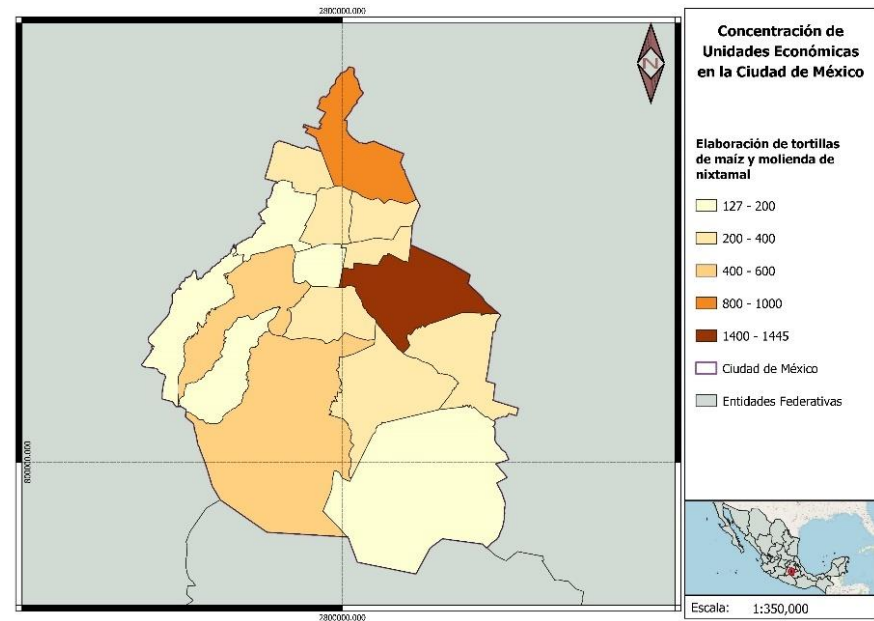 2800000.000
Concentración de
Unidades Económicas
en la Ciudad de México
N
Elaboración de tortillas
de maíz y molienda de
nixtamal
127 - 200
200 - 400
400 - 600
800 - 1000
1400 - 1445
Ciudad de México
Entidades Federativas
800000.000
2800000.000
Escala: 1:350,000